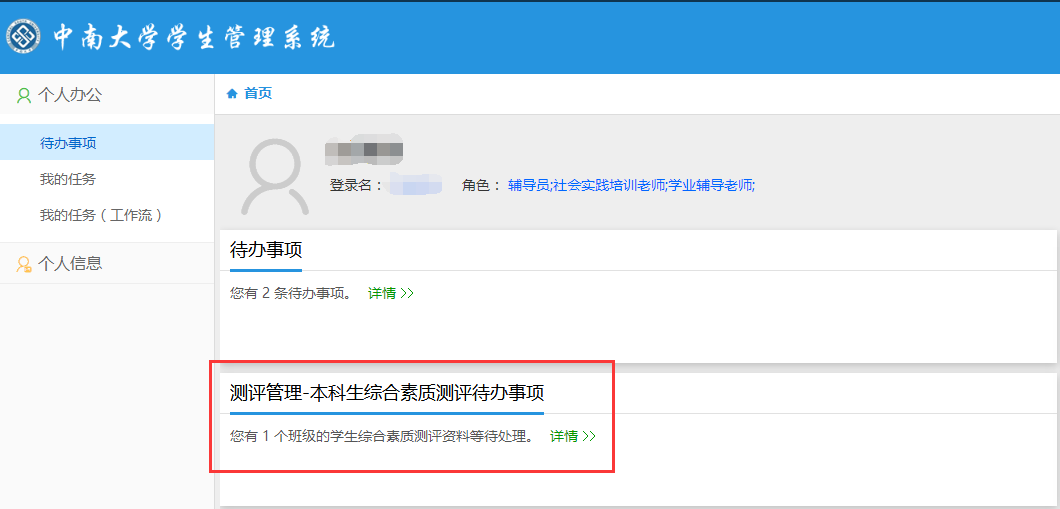 中南大学学生管理系统
个人办公
待办事项
我的任务
我的任务（工作流）
个人信息
首页
登录名：
角色： 辅导员;社会实践培训老师;学业辅导老师;
待办事项
您有 2 条待办事项。 详情 >>
测评管理-本科生综合素质测评待办事项
您有 1 个班级的学生综合素质测评资料等待处理。 详情 >>